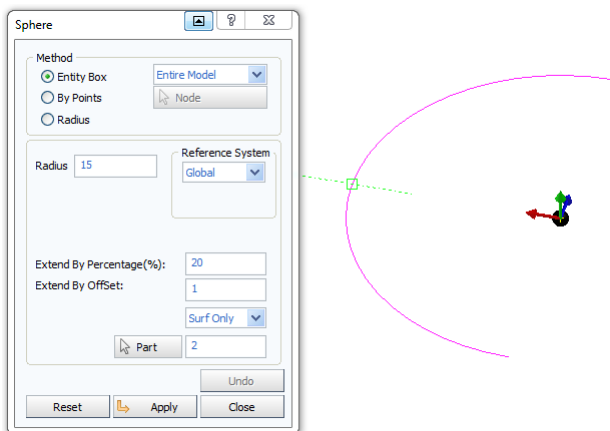 Sphere
Method
Entity Box
Entire Model
By Points
Node
Radius
Radius 15
Reference System
Global
Extend By Percentage(%): 20
Extend By OffSet: 1
Surf Only
Part 2
Undo
Reset Apply Close